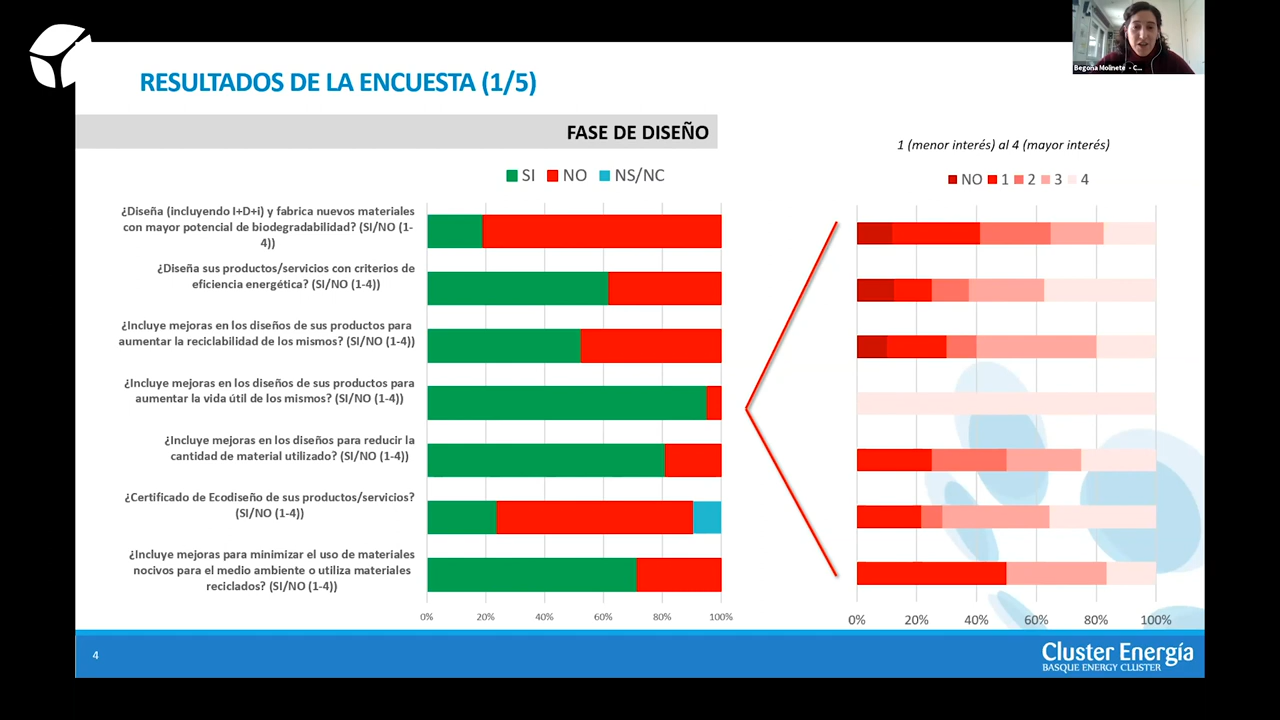 RESULTADOS DE LA ENCUESTA (1/5)
Begoña Molinete - C...
FASE DE DISEÑO
1 (menor interés) al 4 (mayor interés)
SI NO NS/NC
NO 1 2 3 4
¿Diseña (incluyendo I+D+i) y fabrica nuevos materiales
con mayor potencial de biodegradabilidad? (SI/NO (1-
4))
¿Diseña sus productos/servicios con criterios de
eficiencia energética? (SI/NO (1-4))
¿Incluye mejoras en los diseños de sus productos para
aumentar la reciclabilidad de los mismos? (SI/NO (1-4))
¿Incluye mejoras en los diseños de sus productos para
aumentar la vida útil de los mismos? (SI/NO (1-4))
¿Incluye mejoras en los diseños para reducir la
cantidad de material utilizado? (SI/NO (1-4))
¿Certificado de Ecodiseño de sus productos/servicios?
(SI/NO (1-4))
¿Incluye mejoras para minimizar el uso de materiales
nocivos para el medio ambiente o utiliza materiales
reciclados? (SI/NO (1-4))
0% 20% 40% 60% 80% 100%
0% 20% 40% 60% 80% 100%
4
Cluster Energía
BASQUE ENERGY CLUSTER